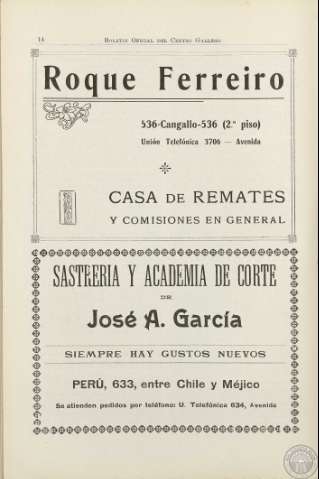 14 BOLETIN OFICIAL DEL CENTRO GALLEGO
Roque Ferreiro
536-Cangallo-536 (2.º piso)
Unión Telefónica 3706 — Avenida
CASA DE REMATES
Y COMISIONES EN GENERAL
SASTRERIA Y ACADEMIA DE CORTE
DE
José A. García
SIEMPRE HAY GUSTOS NUEVOS
PERÚ, 633, entre Chile y Méjico
Se atienden pedidos por teléfono: U. Telefónica 634, Avenida